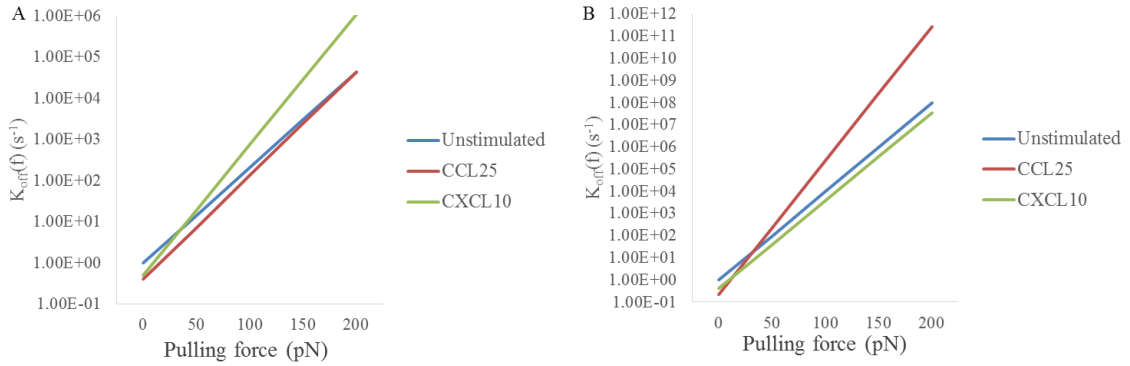 A
1.00E+06
1.00E+05
1.00E+04
1.00E+03
1.00E+02
1.00E+01
1.00E+00
1.00E-01
Koff(f) (s-1)
0 50 100 150 200
Pulling force (pN)
Unstimulated
CCL25
CXCL10
B
1.00E+12
1.00E+11
1.00E+10
1.00E+09
1.00E+08
1.00E+07
1.00E+06
1.00E+05
1.00E+04
1.00E+03
1.00E+02
1.00E+01
1.00E+00
1.00E-01
Koff(f) (s-1)
0 50 100 150 200
Pulling force (pN)
Unstimulated
CCL25
CXCL10